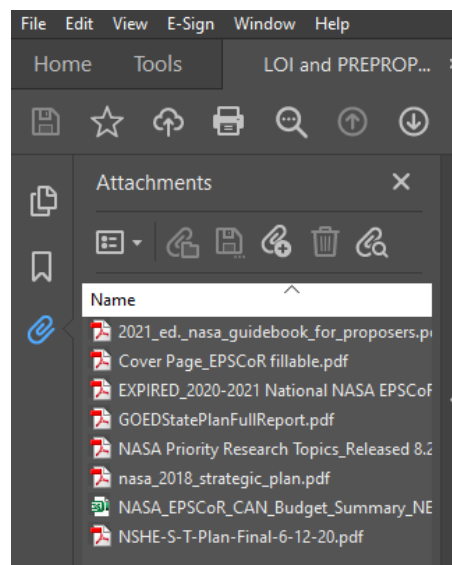 File Edit View E-Sign Window Help
Home Tools LOI and PREPROP...
Attachments
Name
2021_ed._nasa_guidebook_for_proposers.p
Cover Page_EPSCoR fillable.pdf
EXPIRED_2020-2021 National NASA EPSCoR
GOEDStatePlanFullReport.pdf
NASA Priority Research Topics_Released 8.2
nasa_2018_strategic_plan.pdf
NASA_EPSCoR_CAN_Budget_Summary_NE
NSHE-S-T-Plan-Final-6-12-20.pdf